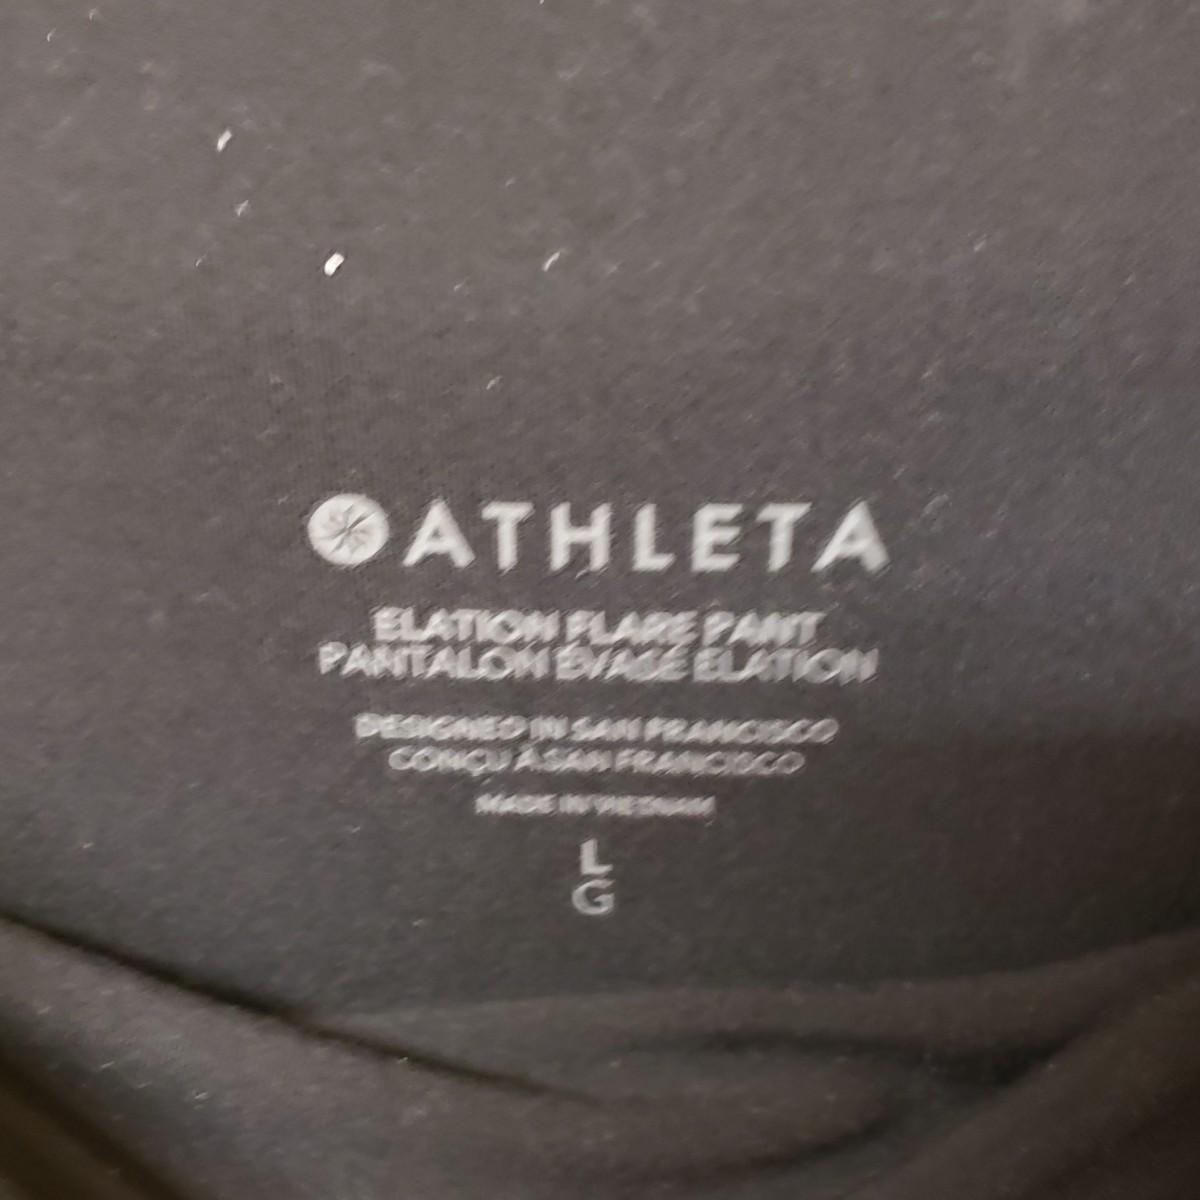 ATHLETA
ELATION FLARE PANT
PANTALON ÉVASÉ ELATION
DESIGNED IN SAN FRANCISCO
CONÇU À SAN FRANCISCO
MADE IN VIETNAM
L
G